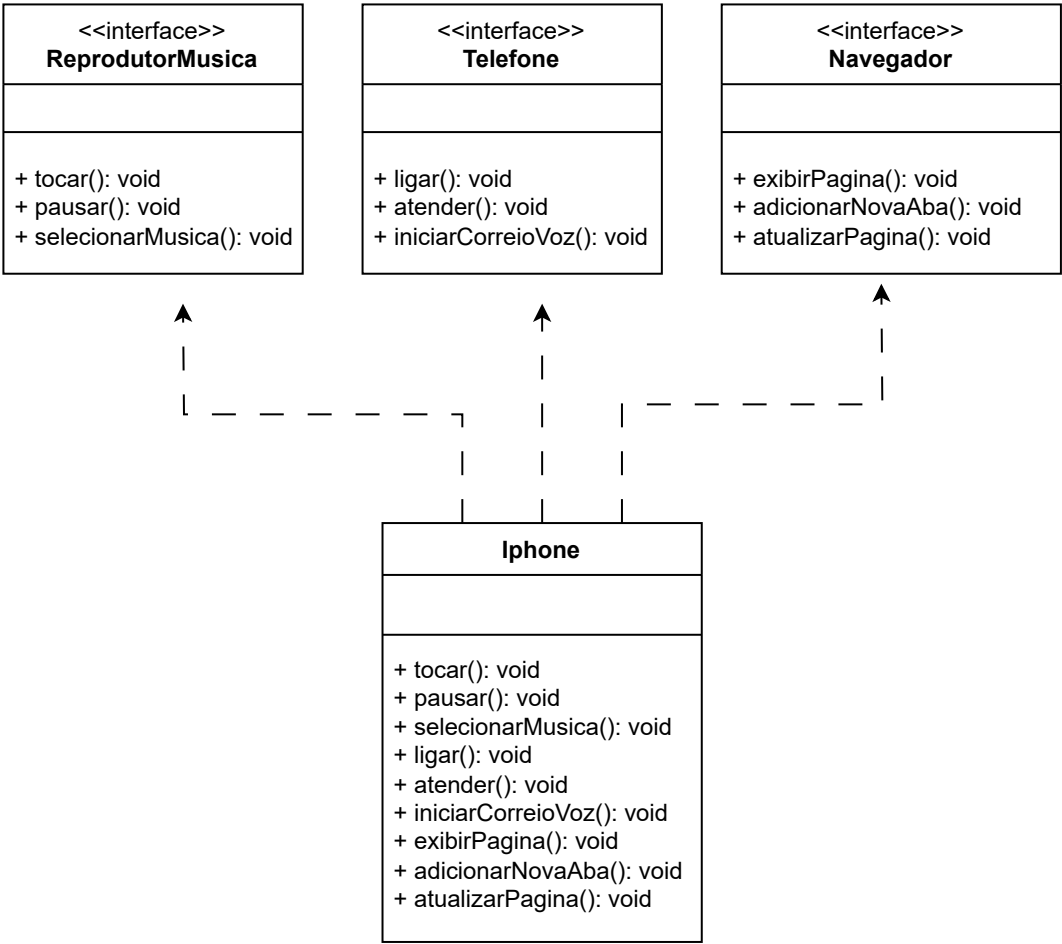 <<interface>>
ReprodutorMusica
+ tocar(): void
+ pausar(): void
+ selecionarMusica(): void
<<interface>>
Telefone
+ ligar(): void
+ atender(): void
+ iniciarCorreioVoz(): void
<<interface>>
Navegador
+ exibirPagina(): void
+ adicionarNovaAba(): void
+ atualizarPagina(): void
Iphone
+ tocar(): void
+ pausar(): void
+ selecionarMusica(): void
+ ligar(): void
+ atender(): void
+ iniciarCorreioVoz(): void
+ exibirPagina(): void
+ adicionarNovaAba(): void
+ atualizarPagina(): void